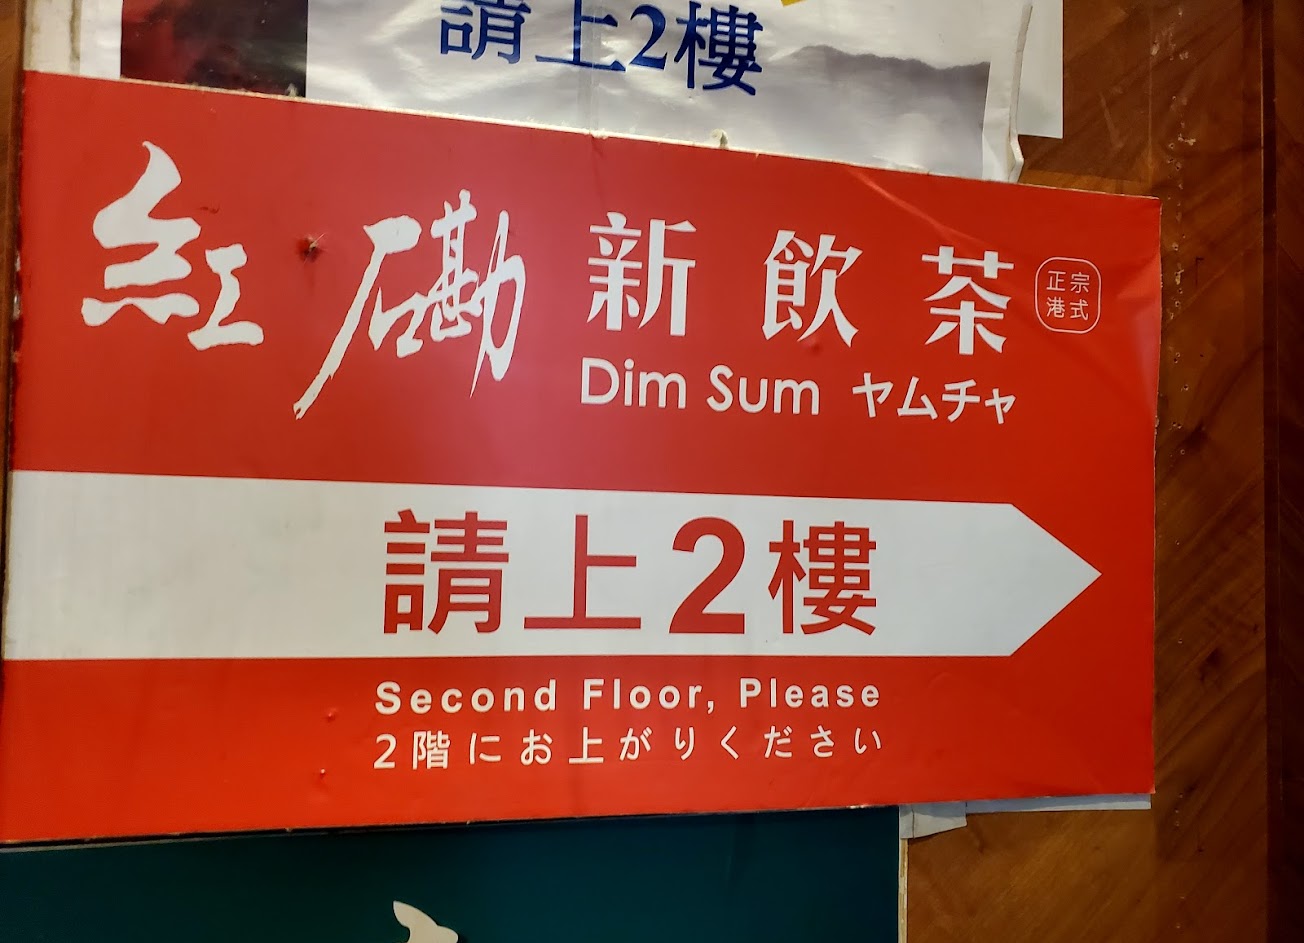 請上2樓
紅磡 新飲茶
正宗
港式
Dim Sum ヤムチャ
請上2樓
Second Floor, Please
2階にお上がりください